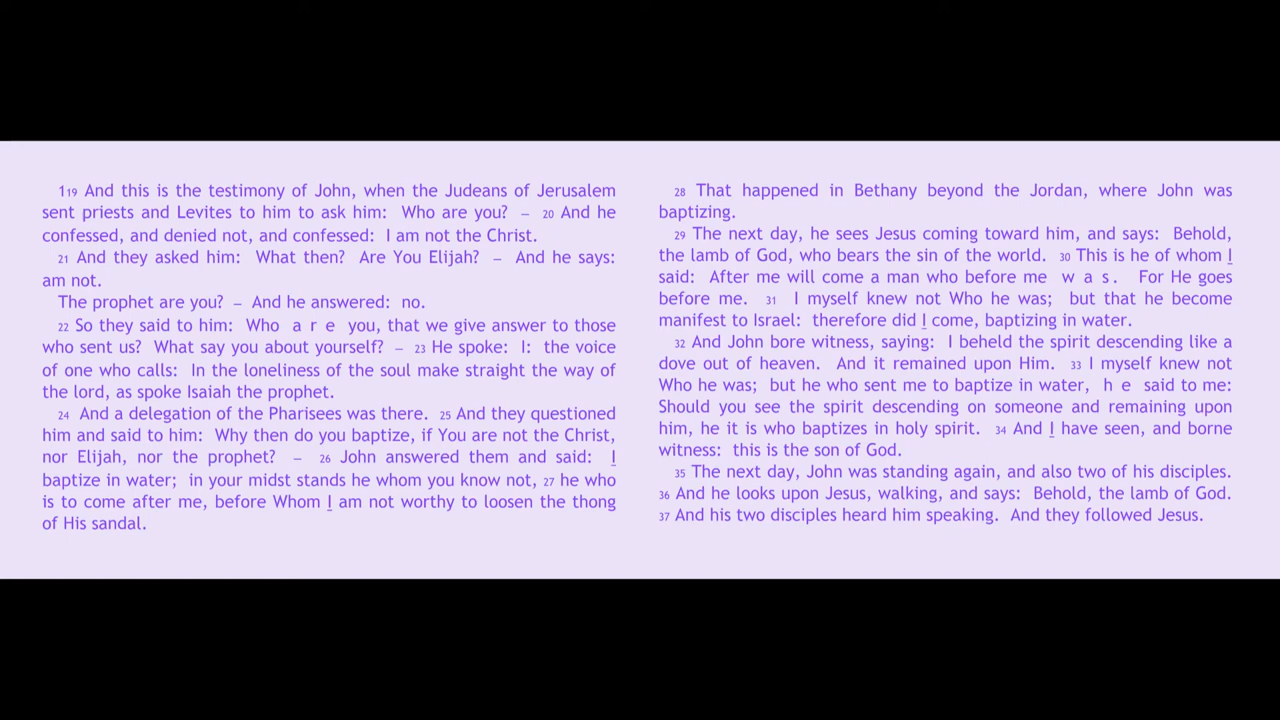 119 And this is the testimony of John, when the Judeans of Jerusalem
sent priests and Levites to him to ask him: Who are you? – 20 And he
confessed, and denied not, and confessed: I am not the Christ.
21 And they asked him: What then? Are You Elijah? – And he says:
am not.
The prophet are you? – And he answered: no.
22 So they said to him: Who a r e you, that we give answer to those
who sent us? What say you about yourself? – 23 He spoke: I: the voice
of one who calls: In the loneliness of the soul make straight the way of
the lord, as spoke Isaiah the prophet.
24 And a delegation of the Pharisees was there. 25 And they questioned
him and said to him: Why then do you baptize, if You are not the Christ,
nor Elijah, nor the prophet? – 26 John answered them and said: I
baptize in water; in your midst stands he whom you know not, 27 he who
is to come after me, before Whom I am not worthy to loosen the thong
of His sandal.
28 That happened in Bethany beyond the Jordan, where John was
baptizing.
29 The next day, he sees Jesus coming toward him, and says: Behold,
the lamb of God, who bears the sin of the world. 30 This is he of whom I
said: After me will come a man who before me w a s. For He goes
before me. 31 I myself knew not Who he was; but that he become
manifest to Israel: therefore did I come, baptizing in water.
32 And John bore witness, saying: I beheld the spirit descending like a
dove out of heaven. And it remained upon Him. 33 I myself knew not
Who he was; but he who sent me to baptize in water, h e said to me:
Should you see the spirit descending on someone and remaining upon
him, he it is who baptizes in holy spirit. 34 And I have seen, and borne
witness: this is the son of God.
35 The next day, John was standing again, and also two of his disciples.
36 And he looks upon Jesus, walking, and says: Behold, the lamb of God.
37 And his two disciples heard him speaking. And they followed Jesus.